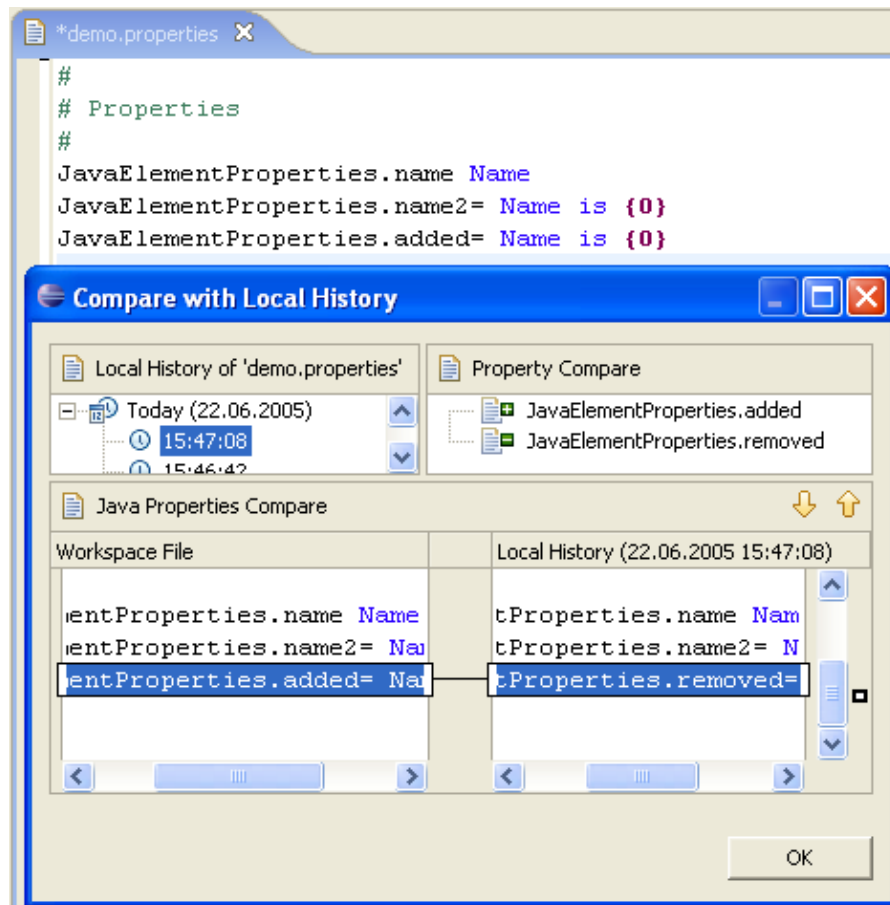 *demo.properties
#
# Properties
#
JavaElementProperties.name Name
JavaElementProperties.name2= Name is {0}
JavaElementProperties.added= Name is {0}
Compare with Local History
Local History of 'demo.properties'
Property Compare
Today (22.06.2005)
15:47:08
15:46:42
JavaElementProperties.added
JavaElementProperties.removed
Java Properties Compare
Workspace File
Local History (22.06.2005 15:47:08)
entProperties.name Name
entProperties.name2= Na
entProperties.added= Na
tProperties.name Nam
tProperties.name2= N
tProperties.removed=
OK